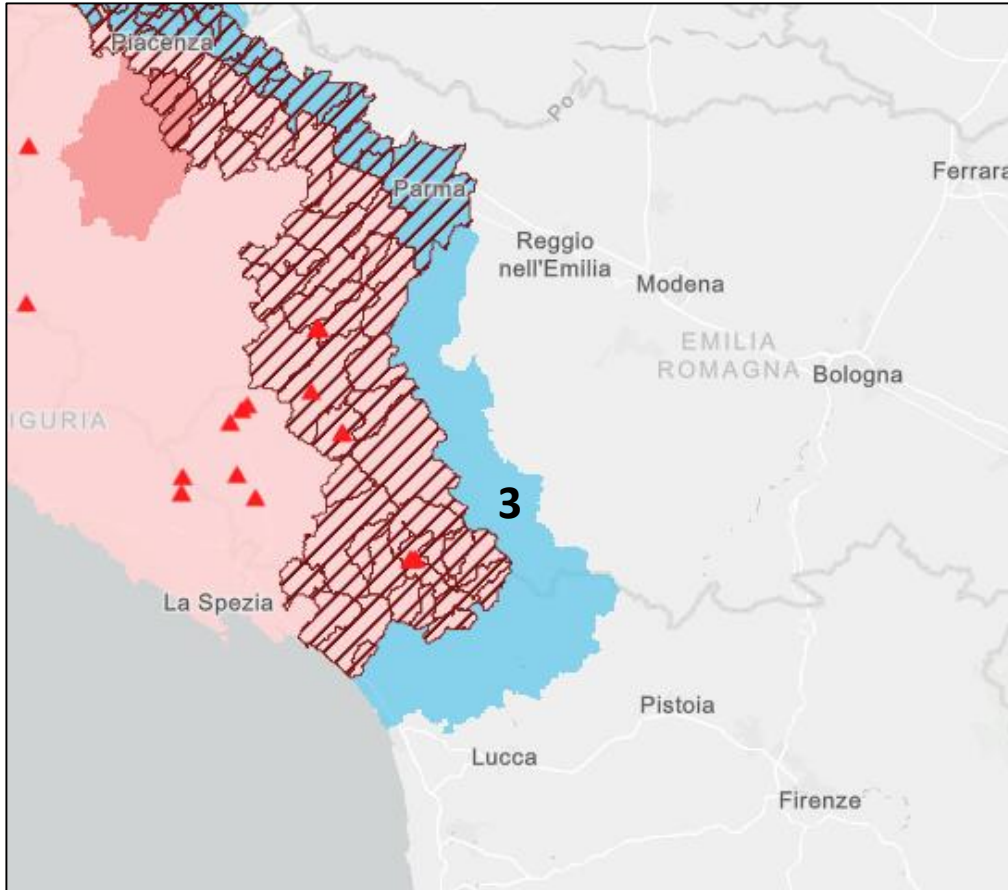 Piacenza
Po
Ferrara
Parma
Reggio
nell'Emilia
Modena
EMILIA
ROMAGNA
Bologna
IGURIA
3
La Spezia
Pistoia
Lucca
Firenze